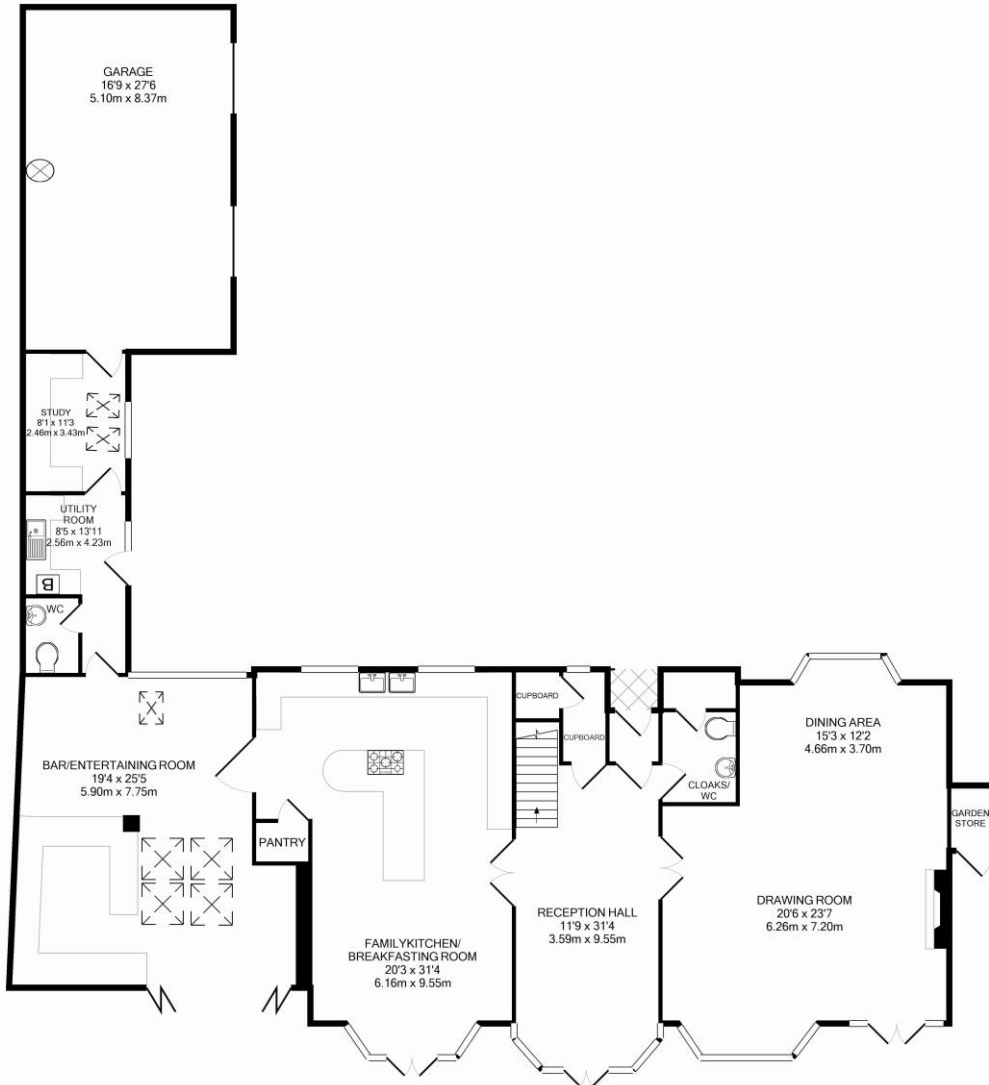 GARAGE
16'9 x 27'6
5.10m x 8.37m
STUDY
8'1 x 11'3
2.46m x 3.43m
UTILITY
ROOM
8'5 x 13'11
2.56m x 4.23m
B
WC
BAR/ENTERTAINING ROOM
19'4 x 25'5
5.90m x 7.75m
PANTRY
FAMILYKITCHEN/
BREAKFASTING ROOM
20'3 x 31'4
6.16m x 9.55m
CUPBOARD
CUPBOARD
RECEPTION HALL
11'9 x 31'4
3.59m x 9.55m
CLOAKS/
WC
DINING AREA
15'3 x 12'2
4.66m x 3.70m
DRAWING ROOM
20'6 x 23'7
6.26m x 7.20m
GARDEN
STORE